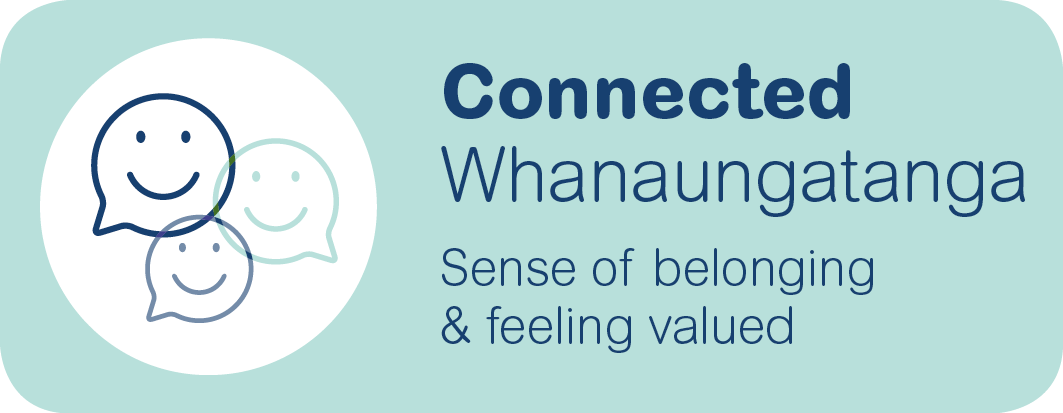 Connected
Whanaungatanga
Sense of belonging
& feeling valued